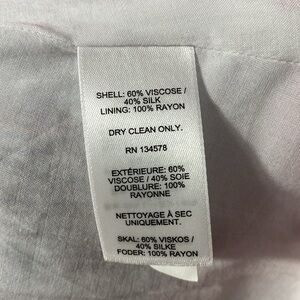 SHELL: 60% VISCOSE /
40% SILK
LINING: 100% RAYON
DRY CLEAN ONLY.
RN 134578
EXTÉRIEURE: 60%
VISCOSE / 40% SOIE
DOUBLURE: 100%
RAYONNE
NETTOYAGE À SEC
UNIQUEMENT.
SKAL: 60% VISKOS /
40% SILKE
FODER: 100% RAYON